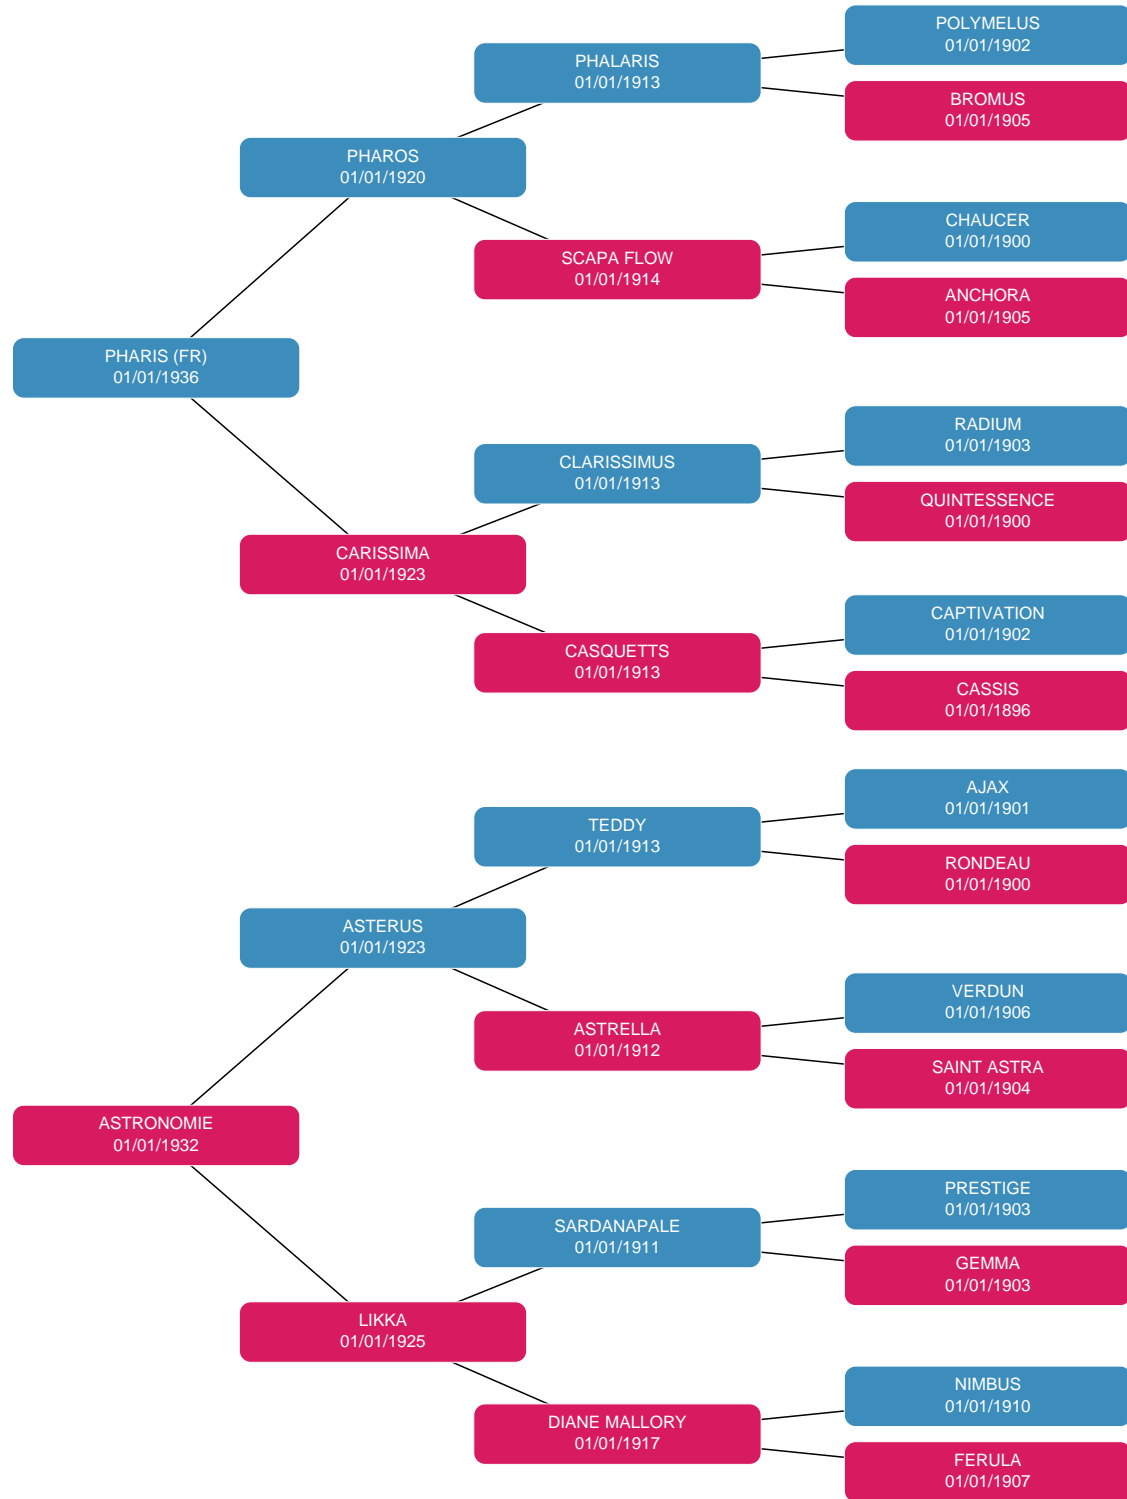 POLYMELUS
01/01/1902
PHALARIS
01/01/1913
BROMUS
01/01/1905
PHAROS
01/01/1920
CHAUCER
01/01/1900
SCAPA FLOW
01/01/1914
ANCHORA
01/01/1905
PHARIS (FR)
01/01/1936
RADIUM
01/01/1903
CLARISSIMUS
01/01/1913
QUINTESSENCE
01/01/1900
CARISSIMA
01/01/1923
CAPTIVATION
01/01/1902
CASQUETTS
01/01/1913
CASSIS
01/01/1896
AJAX
01/01/1901
TEDDY
01/01/1913
RONDEAU
01/01/1900
ASTERUS
01/01/1923
VERDUN
01/01/1906
ASTRELLA
01/01/1912
SAINT ASTRA
01/01/1904
ASTRONOMIE
01/01/1932
PRESTIGE
01/01/1903
SARDANAPALE
01/01/1911
GEMMA
01/01/1903
LIKKA
01/01/1925
NIMBUS
01/01/1910
DIANE MALLORY
01/01/1917
FERULA
01/01/1907